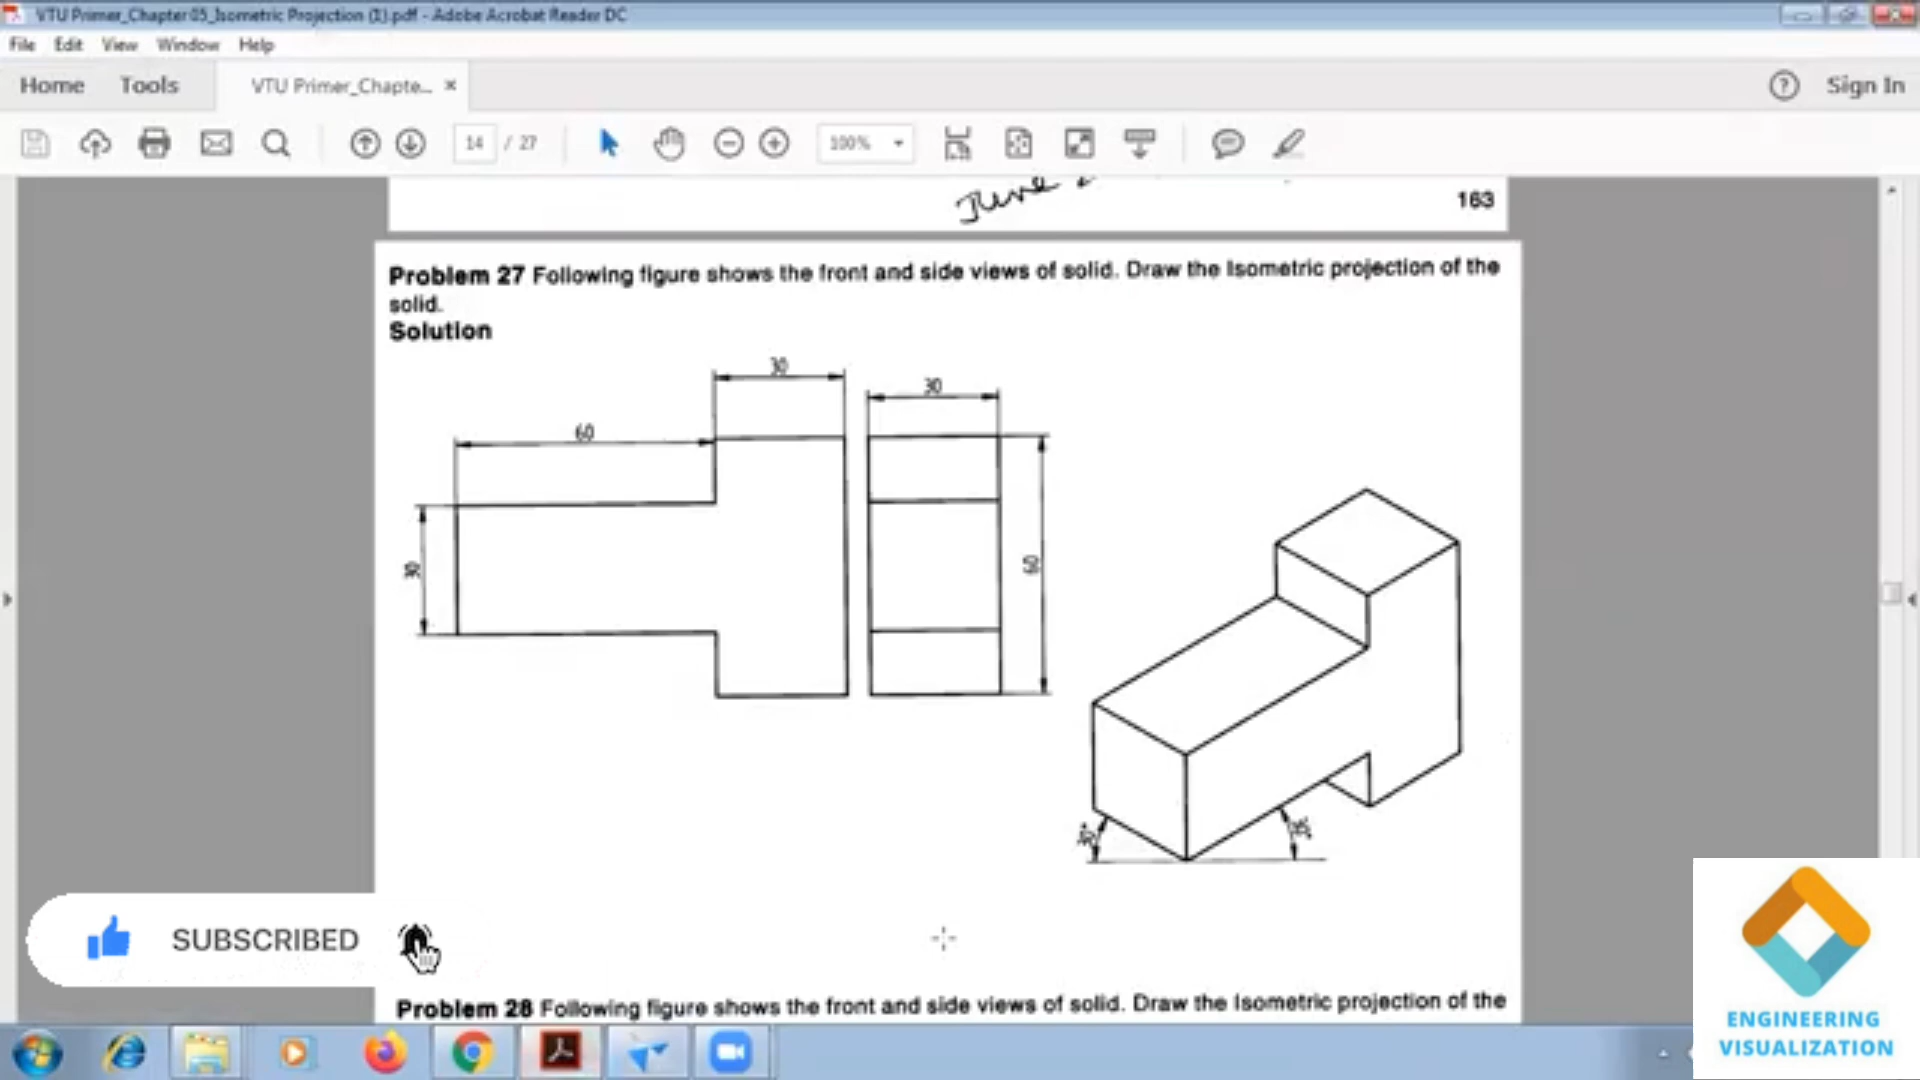 VTU Primer_Chapter 05_Isometric Projection (1).pdf - Adobe Acrobat Reader DC
File Edit View Window Help
Home Tools VTU Primer_Chapte... × ? Sign In
14 / 27 100%
June
163
Problem 27 Following figure shows the front and side views of solid. Draw the Isometric projection of the
solid.
Solution
30
30
60
30
60
30°
SUBSCRIBED
Problem 28 Following figure shows the front and side views of solid. Draw the Isometric projection of the
ENGINEERING
VISUALIZATION